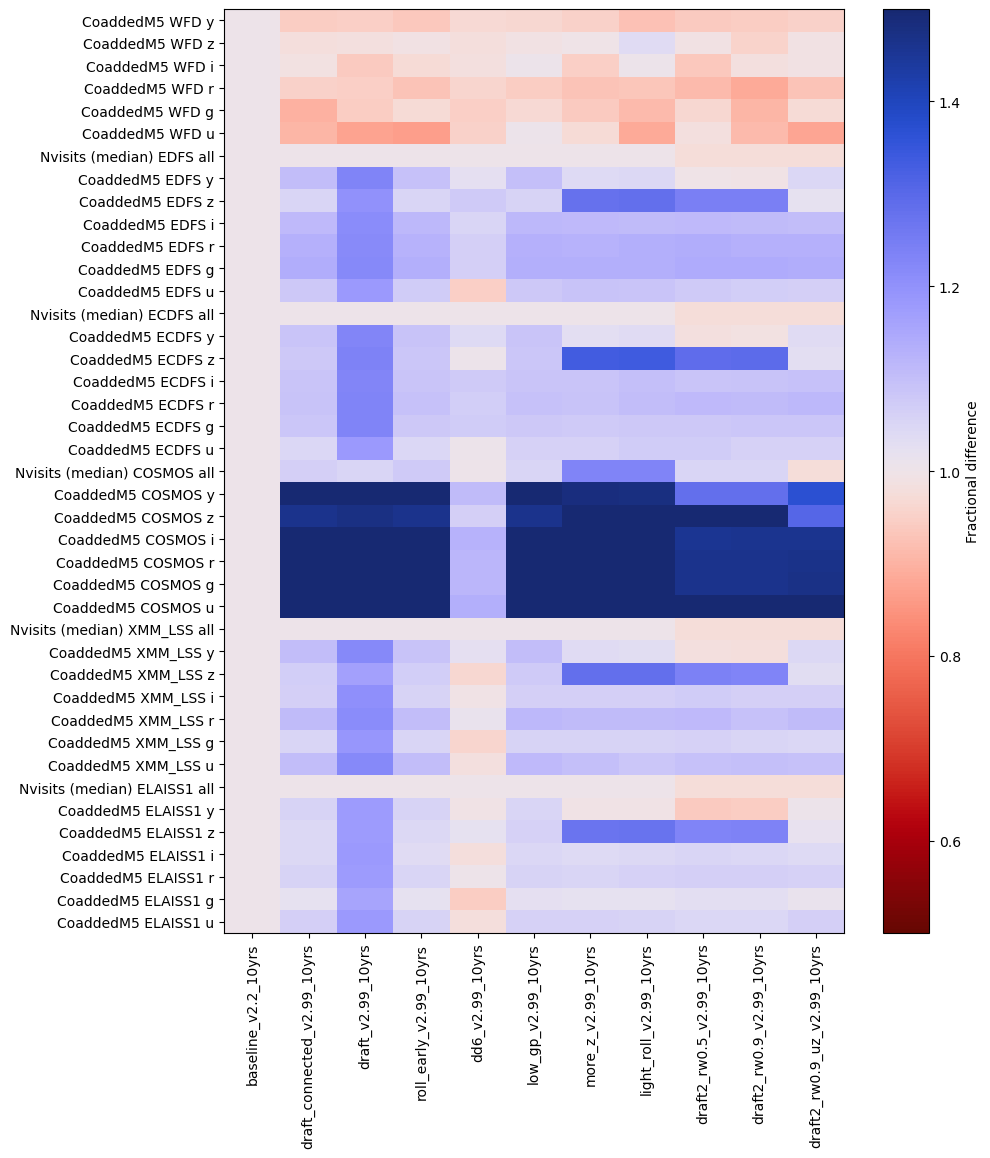 CoaddedM5 WFD y
CoaddedM5 WFD z
CoaddedM5 WFD i
CoaddedM5 WFD r
CoaddedM5 WFD g
CoaddedM5 WFD u
Nvisits (median) EDFS all
CoaddedM5 EDFS y
CoaddedM5 EDFS z
CoaddedM5 EDFS i
CoaddedM5 EDFS r
CoaddedM5 EDFS g
CoaddedM5 EDFS u
Nvisits (median) ECDFS all
CoaddedM5 ECDFS y
CoaddedM5 ECDFS z
CoaddedM5 ECDFS i
CoaddedM5 ECDFS r
CoaddedM5 ECDFS g
CoaddedM5 ECDFS u
Nvisits (median) COSMOS all
CoaddedM5 COSMOS y
CoaddedM5 COSMOS z
CoaddedM5 COSMOS i
CoaddedM5 COSMOS r
CoaddedM5 COSMOS g
CoaddedM5 COSMOS u
Nvisits (median) XMM_LSS all
CoaddedM5 XMM_LSS y
CoaddedM5 XMM_LSS z
CoaddedM5 XMM_LSS i
CoaddedM5 XMM_LSS r
CoaddedM5 XMM_LSS g
CoaddedM5 XMM_LSS u
Nvisits (median) ELAISS1 all
CoaddedM5 ELAISS1 y
CoaddedM5 ELAISS1 z
CoaddedM5 ELAISS1 i
CoaddedM5 ELAISS1 r
CoaddedM5 ELAISS1 g
CoaddedM5 ELAISS1 u
baseline_v2.2_10yrs
draft_connected_v2.99_10yrs
draft_v2.99_10yrs
roll_early_v2.99_10yrs
dd6_v2.99_10yrs
low_gp_v2.99_10yrs
more_z_v2.99_10yrs
light_roll_v2.99_10yrs
draft2_rw0.5_v2.99_10yrs
draft2_rw0.9_v2.99_10yrs
draft2_rw0.9_uz_v2.99_10yrs
1.4
1.2
1.0
0.8
0.6
Fractional difference